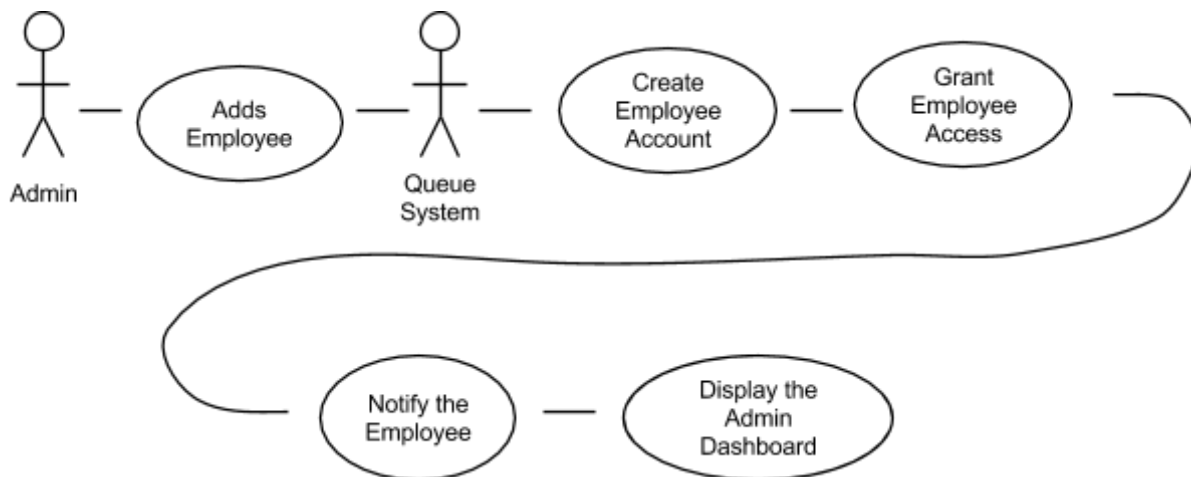 Admin
Adds
Employee
Queue
System
Create
Employee
Account
Grant
Employee
Access
Notify the
Employee
Display the
Admin
Dashboard